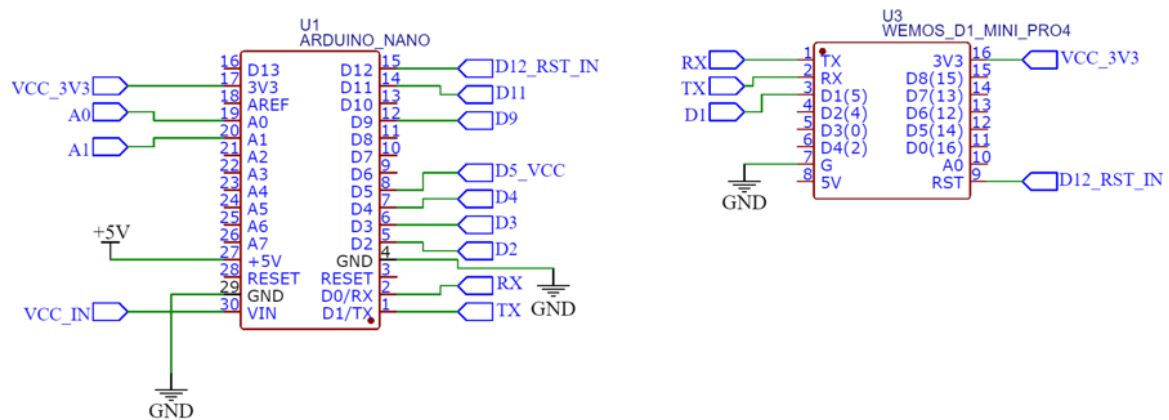 U1
ARDUINO_NANO
16 D13 D12 15 D12_RST_IN
VCC_3V3 17 3V3 D11 14 D11
18 AREF D10 13
A0 19 A0 D9 12 D9
A1 20 A1 D8 11
21 A2 D7 10
22 A3 D6 9
23 A4 D5 8 D5_VCC
24 A5 D4 7 D4
25 A6 D3 6 D3
26 A7 D2 5 D2
+5V 27 +5V GND 4 GND
28 RESET RESET 3
29 GND D0/RX 2 RX
VCC_IN 30 VIN D1/TX 1 TX
GND
U3
WEMOS_D1_MINI_PRO4
RX 1 TX 3V3 16 VCC_3V3
TX 2 RX D8(15) 15
D1 3 D1(5) D7(13) 14
4 D2(4) D6(12) 13
5 D3(0) D5(14) 12
6 D4(2) D0(16) 11
7 G A0 10
8 5V RST 9 D12_RST_IN
GND